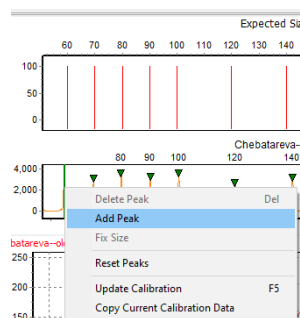 Expected Siz
60 70 80 90 100 120 140
100
50
0
Chebatareva-
80 90 100 120 140
4,000
2,000
0
Delete Peak Del
Add Peak
Fix Size
Reset Peaks
Update Calibration F5
Copy Current Calibration Data
batareva--ol
250
200
150